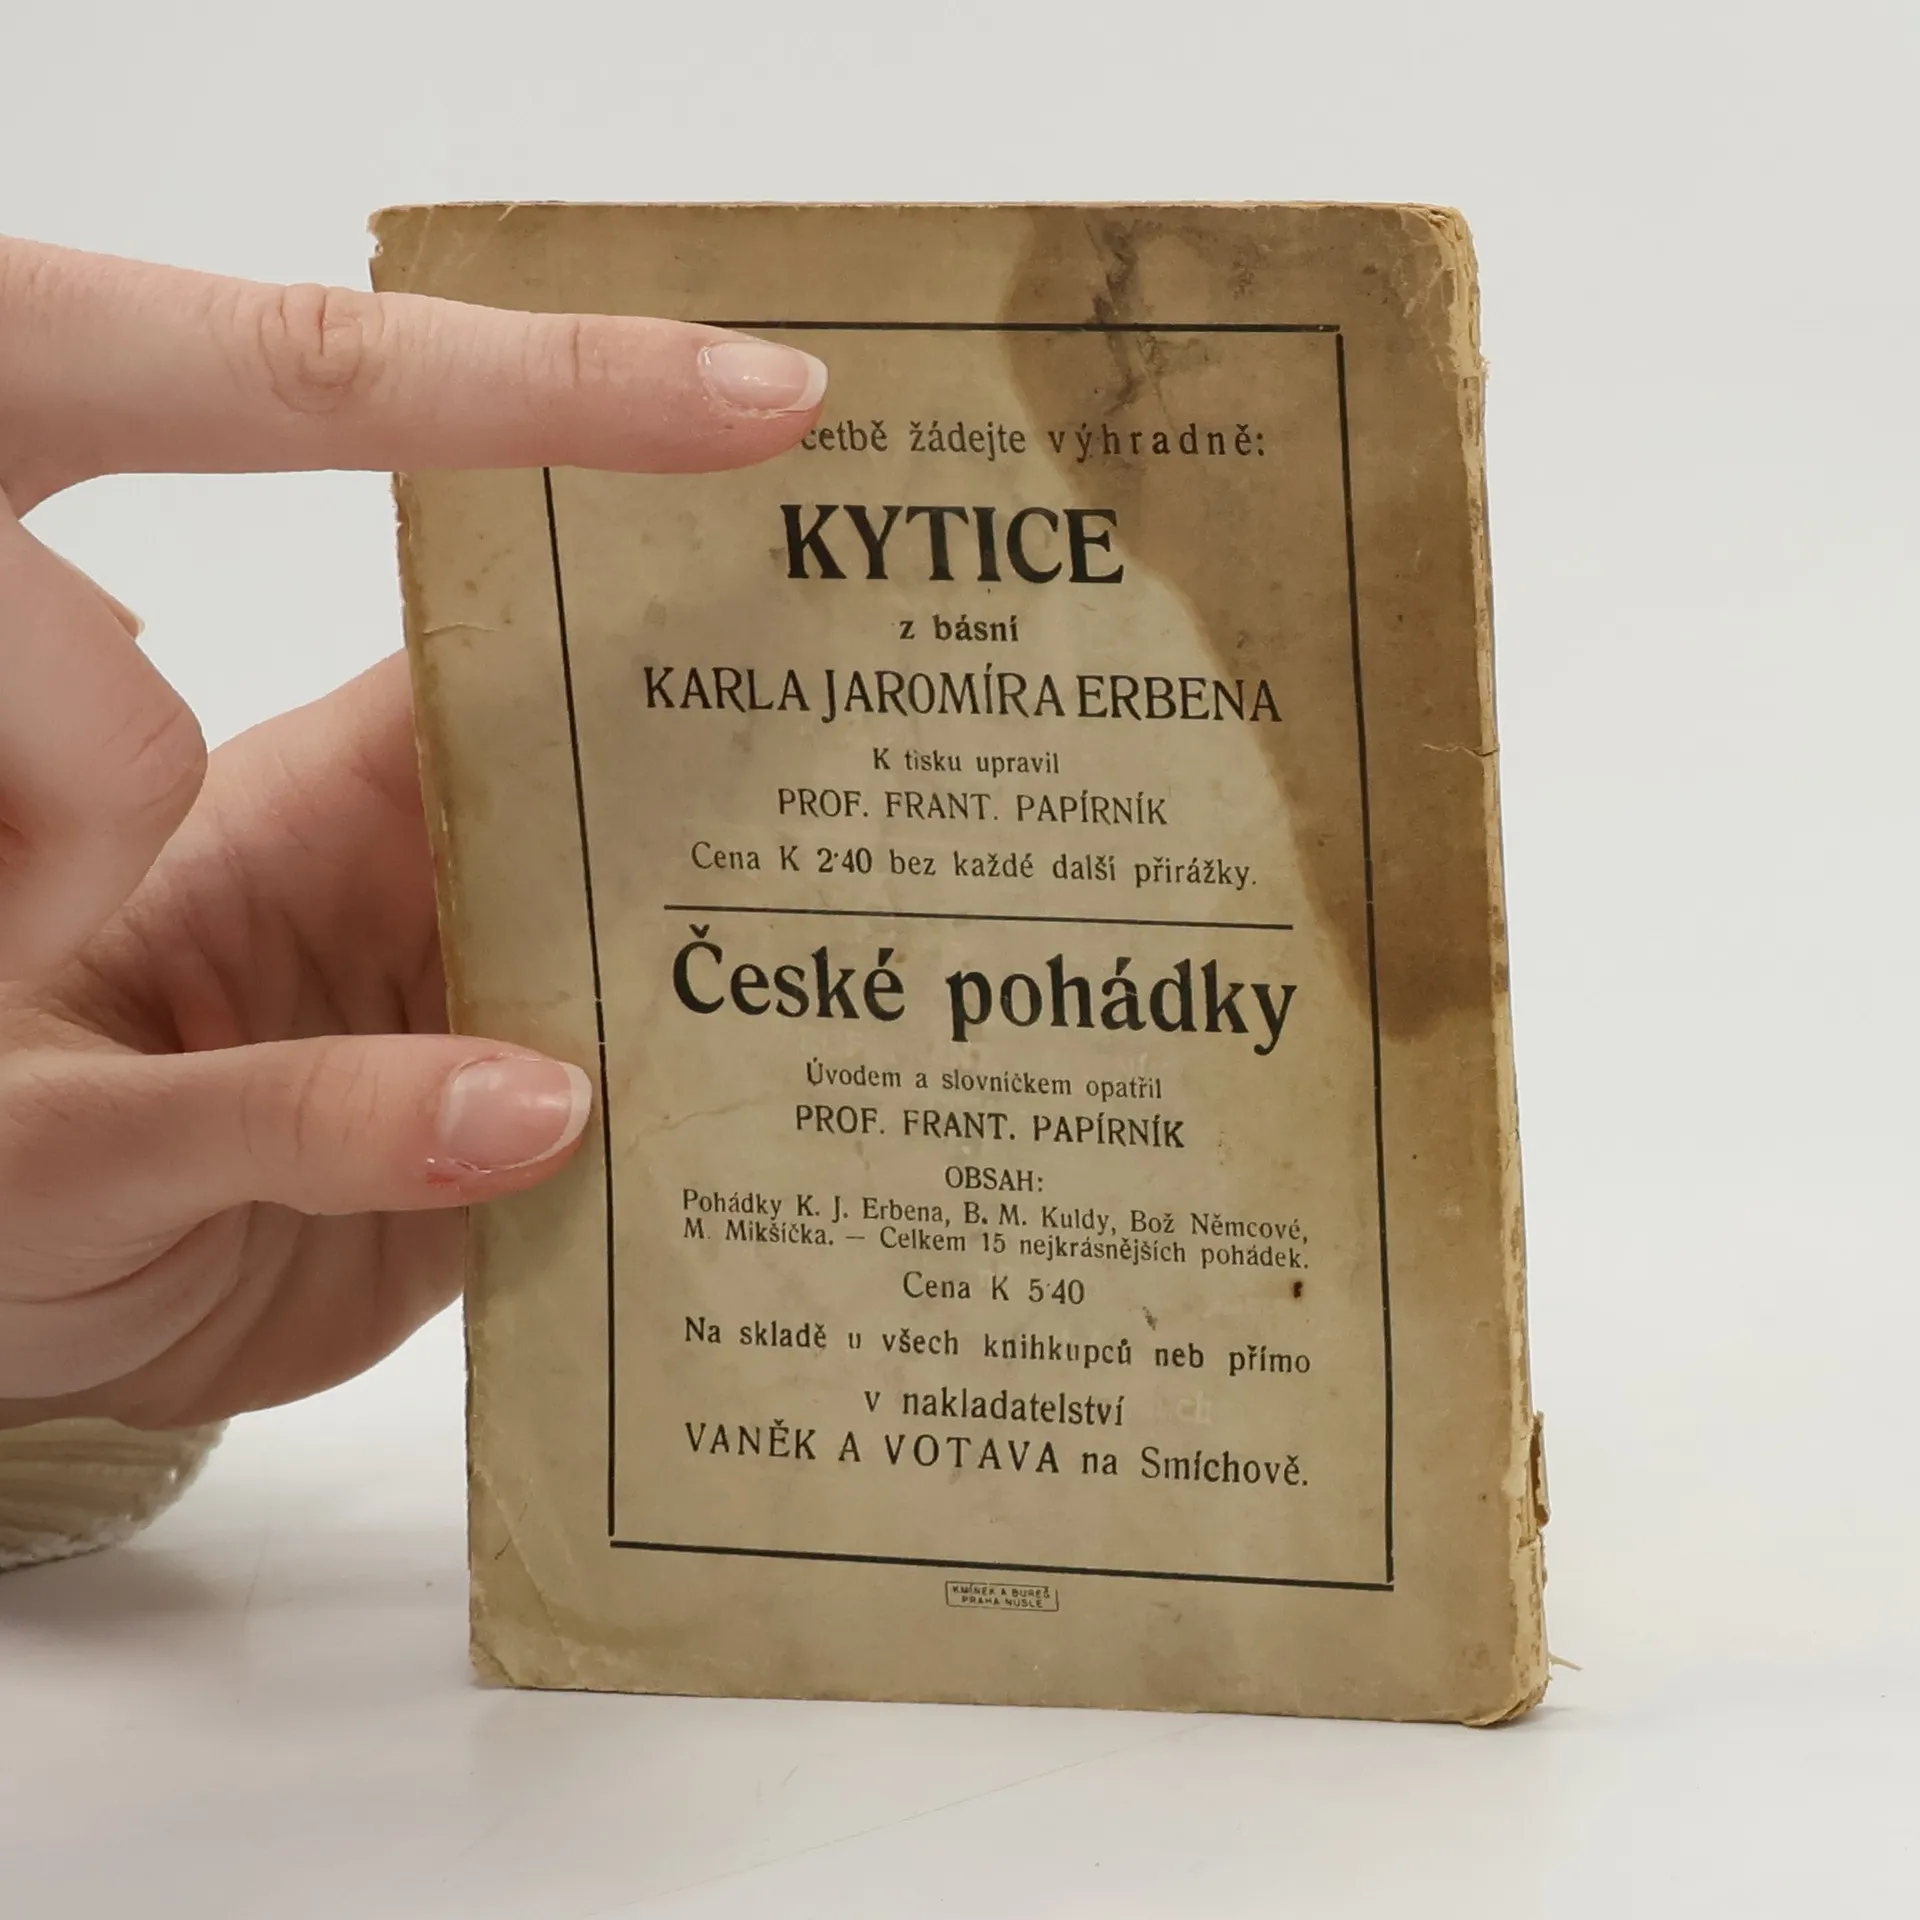 žádejte výhradně:
KYTICE
z básní
KARLA JAROMÍRA ERBENA
K tisku upravil
PROF. FRANT. PAPÍRNÍK
Cena K 2·40 bez každé další přirážky.
České pohádky
Úvodem a slovníčkem opatřil
PROF. FRANT. PAPÍRNÍK
OBSAH:
Pohádky K. J. Erbena, B. M. Kuldy, Bož Němcové,
M. Mikšíčka. — Celkem 15 nejkrásnějších pohádek.
Cena K 5·40
Na skladě u všech knihkupců neb přímo
v nakladatelství
VANĚK A VOTAVA na Smíchově.
KMÍNEK A BUREŠ
PRAHA NUSLE